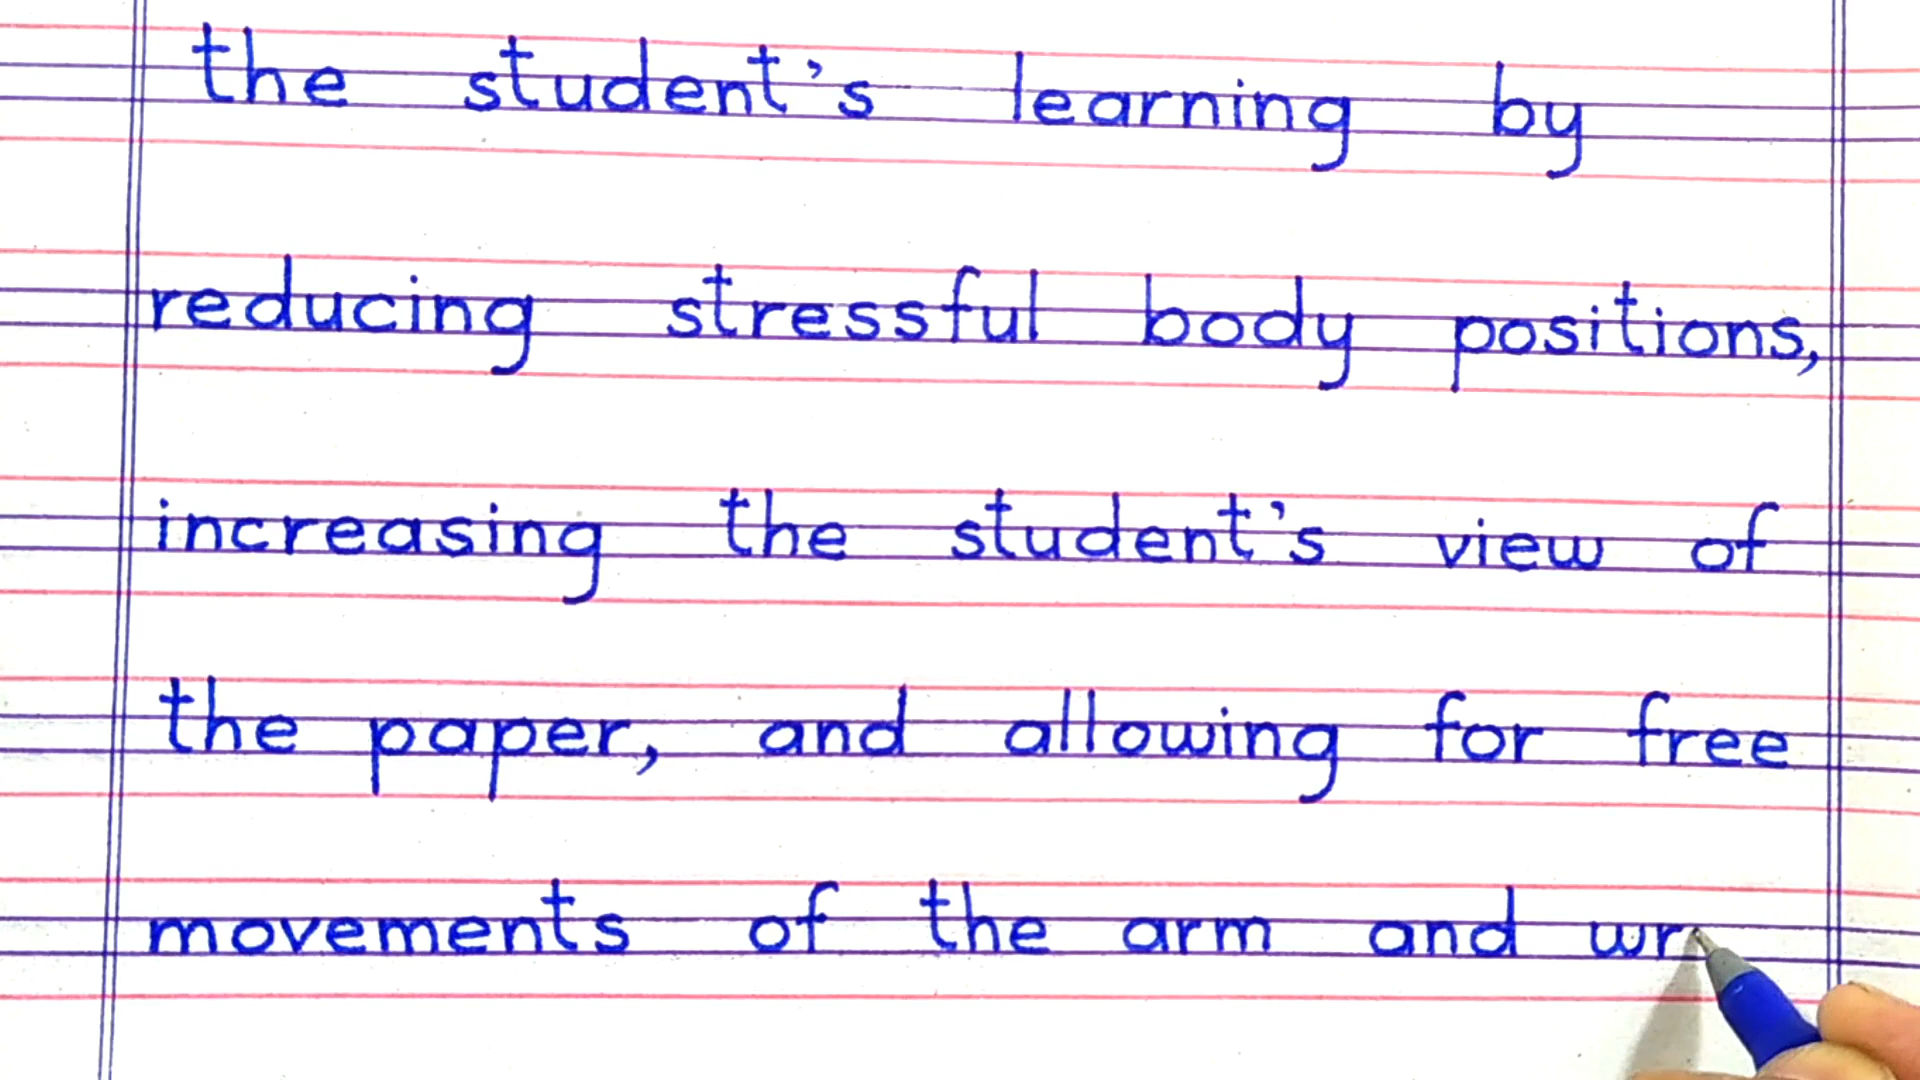 the student's learning by
reducing stressful body positions,
increasing the student's view of
the paper, and allowing for free
movements of the arm and wr